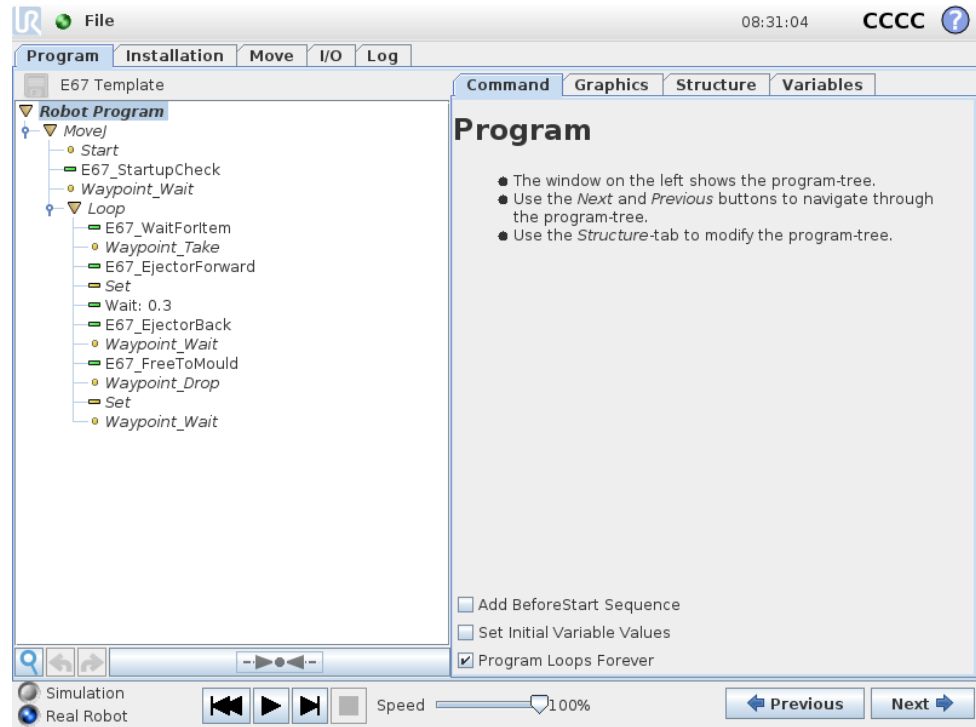 UR File 08:31:04 CCCC ?
Program Installation Move I/O Log
E67 Template
Command Graphics Structure Variables
Robot Program
MoveJ
Start
E67_StartupCheck
Waypoint_Wait
Loop
E67_WaitForItem
Waypoint_Take
E67_EjectorForward
Set
Wait: 0.3
E67_EjectorBack
Waypoint_Wait
E67_FreeToMould
Waypoint_Drop
Set
Waypoint_Wait
Program
The window on the left shows the program-tree.
Use the Next and Previous buttons to navigate through
the program-tree.
Use the Structure-tab to modify the program-tree.
Add BeforeStart Sequence
Set Initial Variable Values
Program Loops Forever
Simulation
Real Robot
Speed 100%
Previous Next